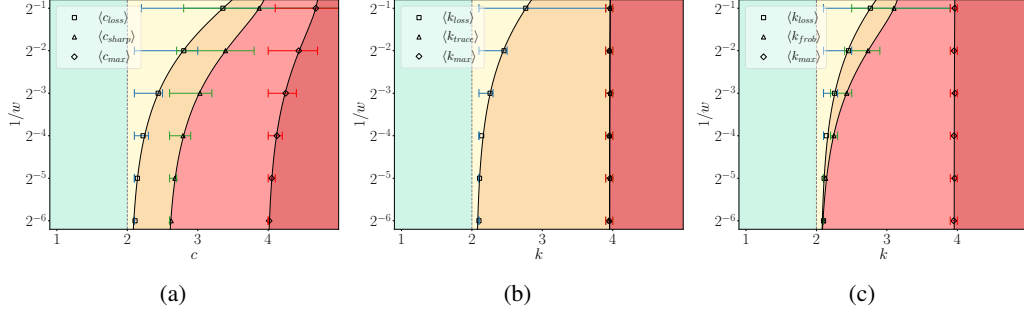 2⁻¹
2⁻²
2⁻³
2⁻⁴
2⁻⁵
2⁻⁶
1/w
⟨c_loss⟩
⟨c_sharp⟩
⟨c_max⟩
1 2 3 4
c
(a)
2⁻¹
2⁻²
2⁻³
2⁻⁴
2⁻⁵
2⁻⁶
1/w
⟨k_loss⟩
⟨k_trace⟩
⟨k_max⟩
1 2 3 4
k
(b)
2⁻¹
2⁻²
2⁻³
2⁻⁴
2⁻⁵
2⁻⁶
1/w
⟨k_loss⟩
⟨k_frob⟩
⟨k_max⟩
1 2 3 4
k
(c)